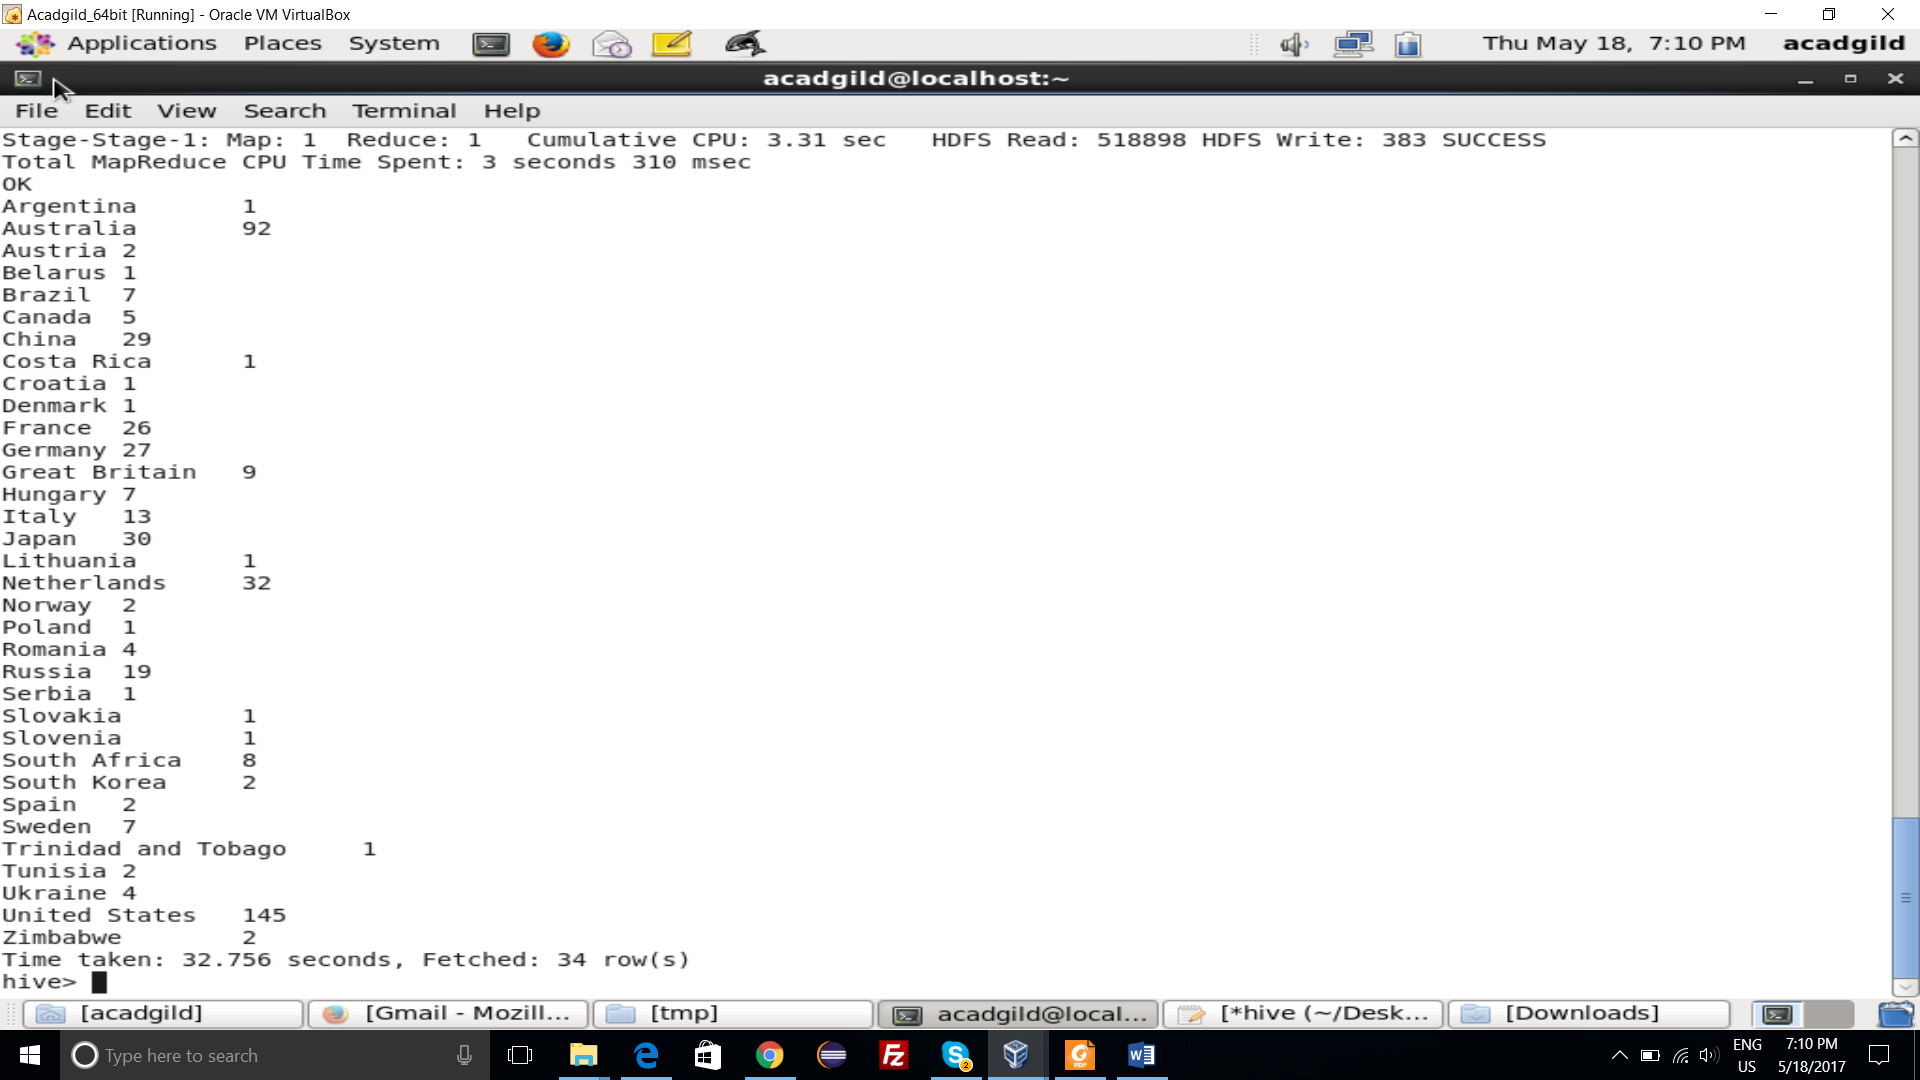 Acadgild_64bit [Running] - Oracle VM VirtualBox
Applications Places System Thu May 18, 7:10 PM acadgild
acadgild@localhost:~
File Edit View Search Terminal Help
Stage-Stage-1: Map: 1 Reduce: 1 Cumulative CPU: 3.31 sec HDFS Read: 518898 HDFS Write: 383 SUCCESS
Total MapReduce CPU Time Spent: 3 seconds 310 msec
OK
Argentina 1
Australia 92
Austria 2
Belarus 1
Brazil 7
Canada 5
China 29
Costa Rica 1
Croatia 1
Denmark 1
France 26
Germany 27
Great Britain 9
Hungary 7
Italy 13
Japan 30
Lithuania 1
Netherlands 32
Norway 2
Poland 1
Romania 4
Russia 19
Serbia 1
Slovakia 1
Slovenia 1
South Africa 8
South Korea 2
Spain 2
Sweden 7
Trinidad and Tobago 1
Tunisia 2
Ukraine 4
United States 145
Zimbabwe 2
Time taken: 32.756 seconds, Fetched: 34 row(s)
hive>
[acadgild] [Gmail - Mozill... [tmp] acadgild@local... [*hive (~/Desk... [Downloads]
Type here to search
ENG 7:10 PM
US 5/18/2017